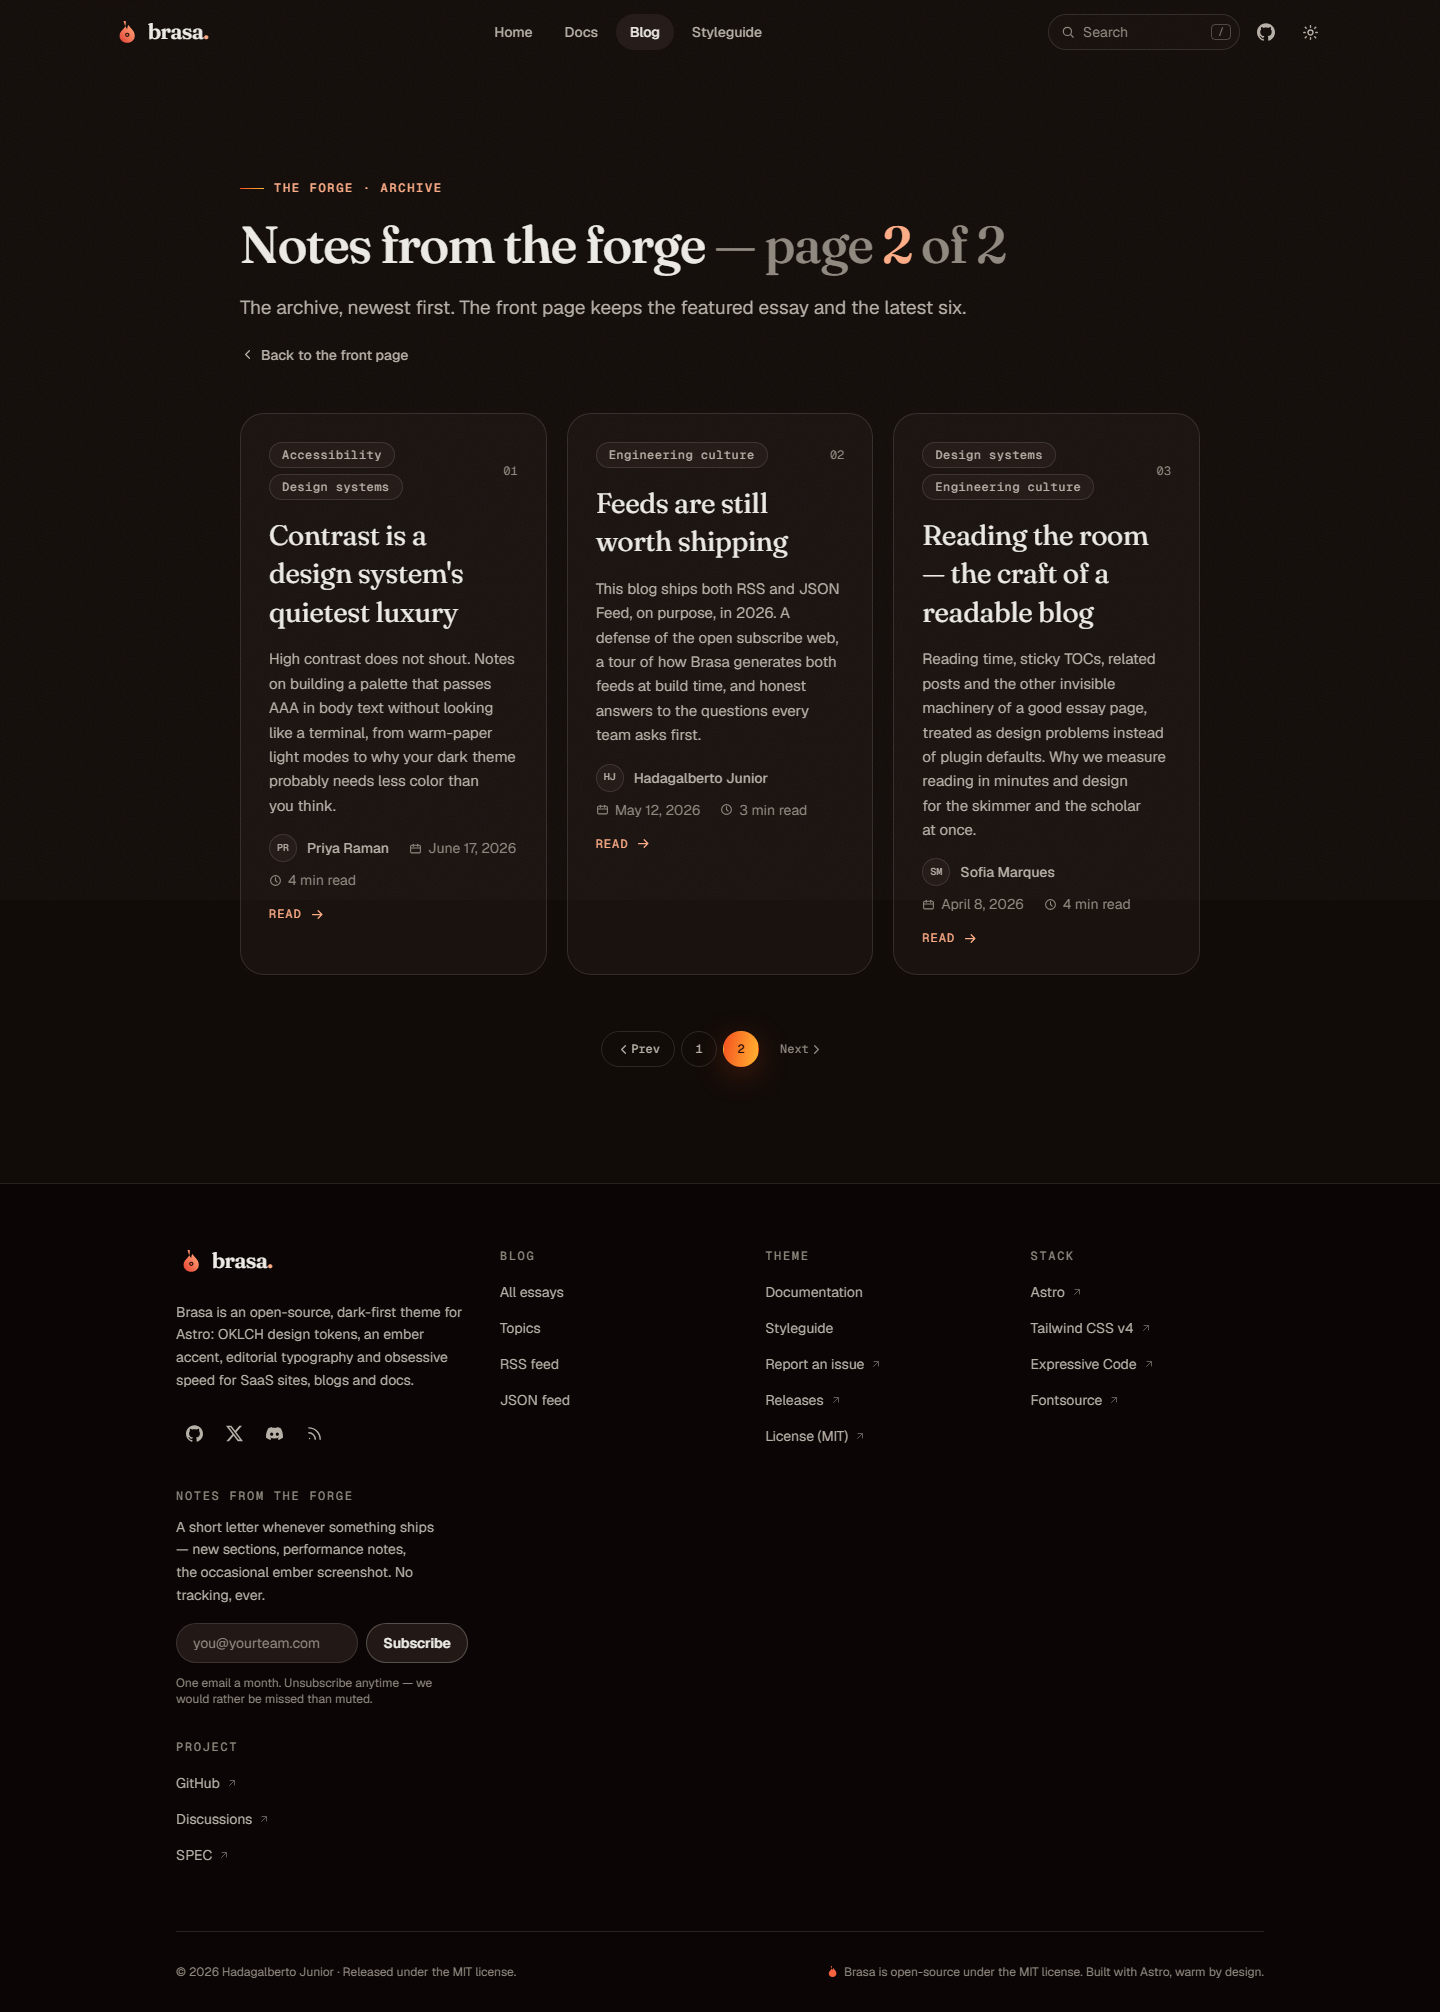 brasa.
Home
Docs
Blog
Styleguide
Search
/
THE FORGE · ARCHIVE
Notes from the forge — page 2 of 2
The archive, newest first. The front page keeps the featured essay and the latest six.
Back to the front page
Accessibility
Design systems
01
Contrast is a
design system's
quietest luxury
High contrast does not shout. Notes
on building a palette that passes
AAA in body text without looking
like a terminal, from warm-paper
light modes to why your dark theme
probably needs less color than
you think.
PR
Priya Raman
June 17, 2026
4 min read
READ →
Engineering culture
02
Feeds are still
worth shipping
This blog ships both RSS and JSON
Feed, on purpose, in 2026. A
defense of the open subscribe web,
a tour of how Brasa generates both
feeds at build time, and honest
answers to the questions every
team asks first.
HJ
Hadagalberto Junior
May 12, 2026
3 min read
READ →
Design systems
Engineering culture
03
Reading the room
— the craft of a
readable blog
Reading time, sticky TOCs, related
posts and the other invisible
machinery of a good essay page,
treated as design problems instead
of plugin defaults. Why we measure
reading in minutes and design
for the skimmer and the scholar
at once.
SM
Sofia Marques
April 8, 2026
4 min read
READ →
Prev
1
2
Next
brasa.
Brasa is an open-source, dark-first theme for
Astro: OKLCH design tokens, an ember
accent, editorial typography and obsessive
speed for SaaS sites, blogs and docs.
BLOG
All essays
Topics
RSS feed
JSON feed
THEME
Documentation
Styleguide
Report an issue
Releases
License (MIT)
STACK
Astro
Tailwind CSS v4
Expressive Code
Fontsource
NOTES FROM THE FORGE
A short letter whenever something ships
— new sections, performance notes,
the occasional ember screenshot. No
tracking, ever.
you@yourteam.com
Subscribe
One email a month. Unsubscribe anytime — we
would rather be missed than muted.
PROJECT
GitHub
Discussions
SPEC
© 2026 Hadagalberto Junior · Released under the MIT license.
Brasa is open-source under the MIT license. Built with Astro, warm by design.